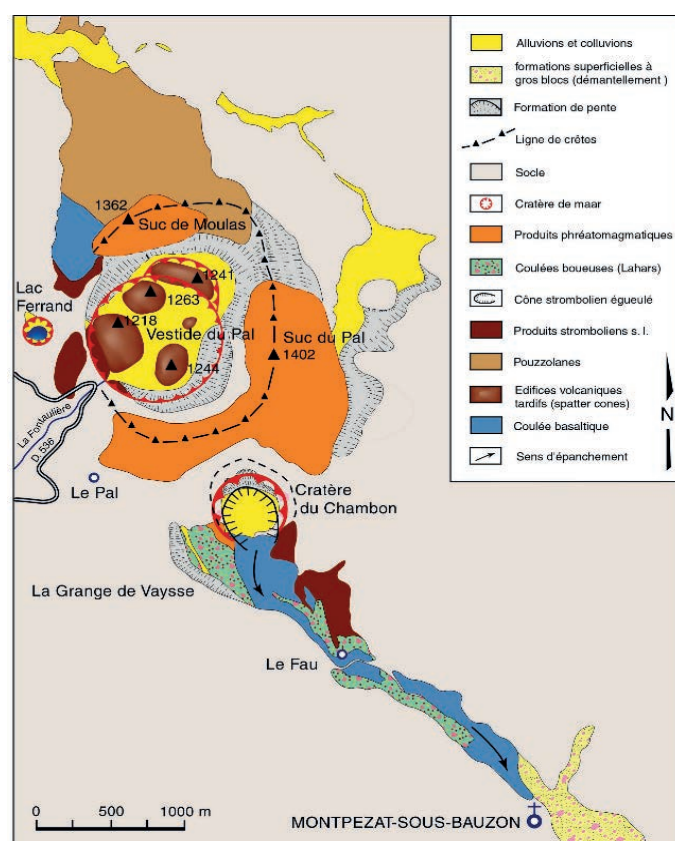 Alluvions et colluvions
formations superficielles à
gros blocs (démantellement )
Formation de pente
Ligne de crêtes
Socle
Cratère de maar
Produits phréatomagmatiques
Coulées boueuses (Lahars)
Cône strombolien égueulé
Produits stromboliens s. l.
Pouzzolanes
Edifices volcaniques
tardifs (spatter cones)
Coulée basaltique
Sens d'épanchement
N
1362
Suc de Moulas
1241
Lac
Ferrand
1263
1218
Vestide du Pal
Suc du Pal
1402
1244
La Fontaulière
D. 536
Le Pal
Cratère
du Chambon
La Grange de Vaysse
Le Fau
0 500 1000 m
MONTPEZAT-SOUS-BAUZON